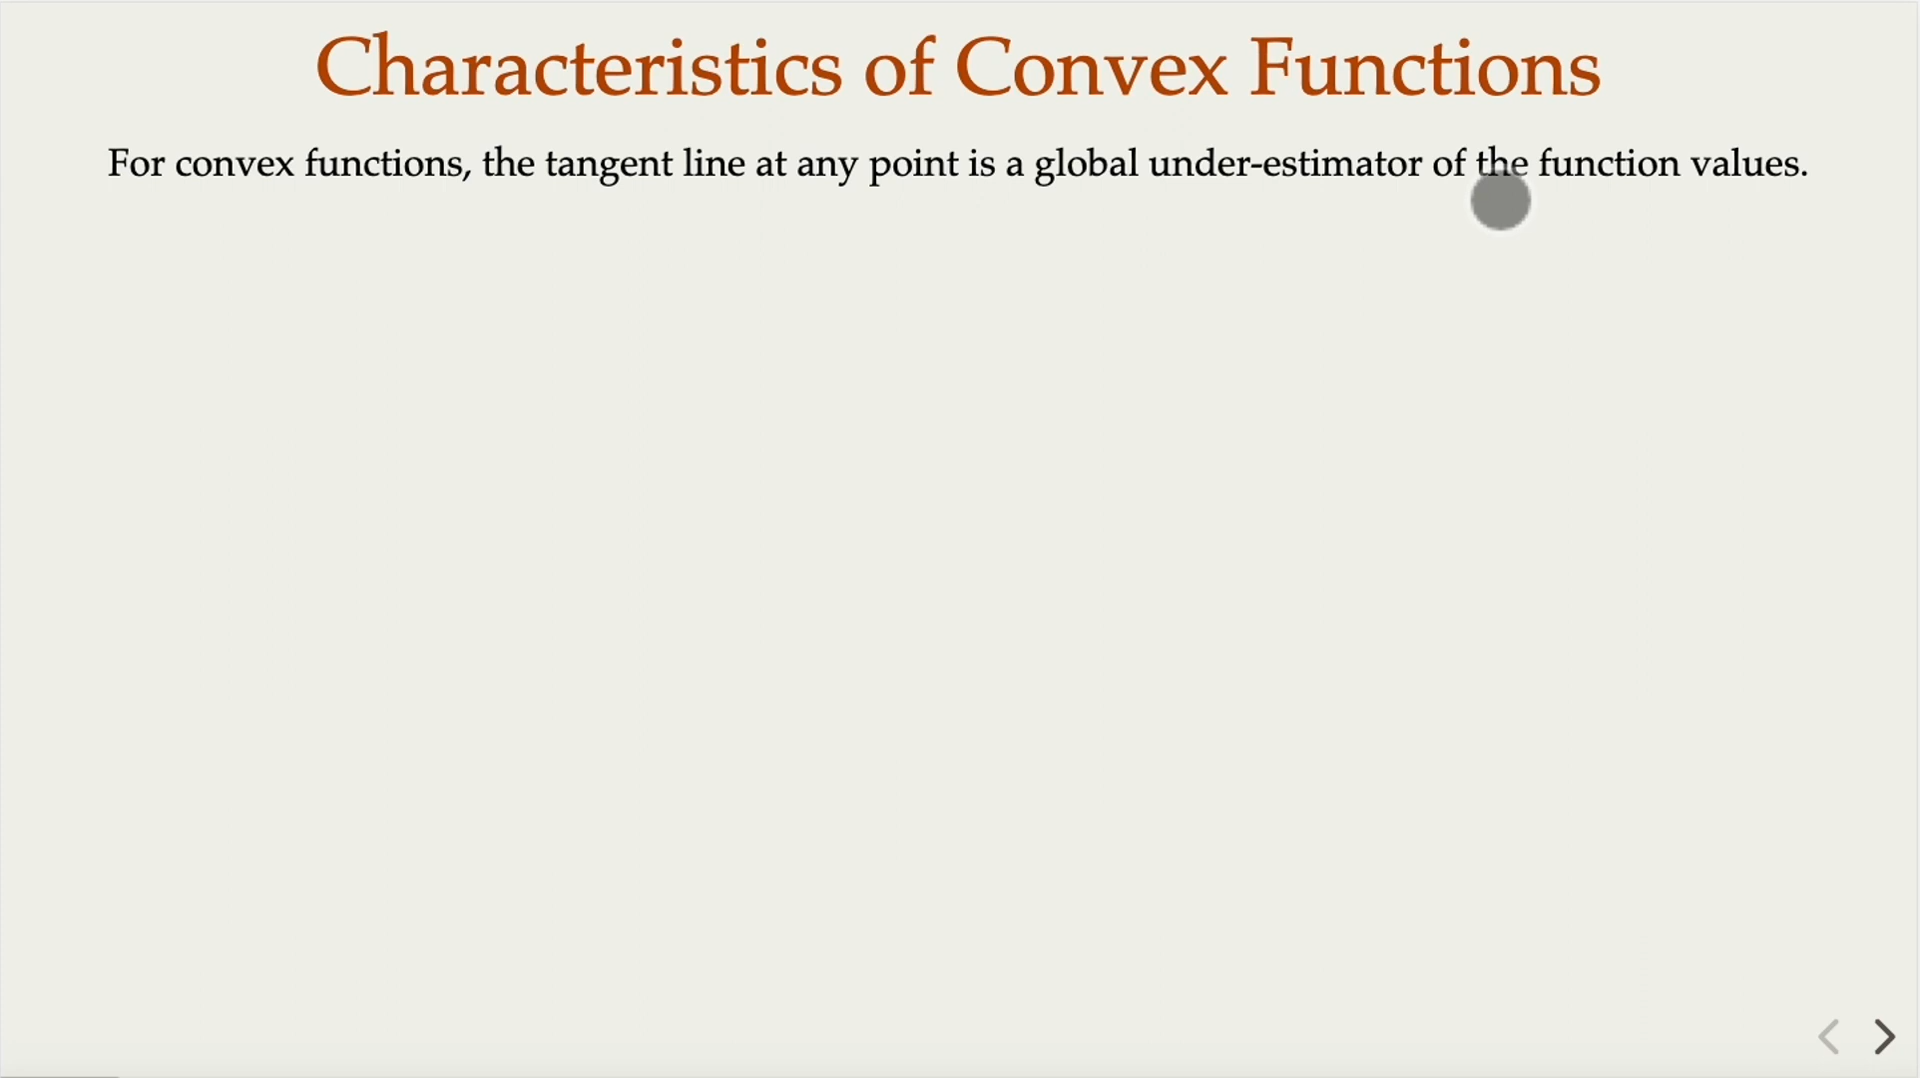 Characteristics of Convex Functions
For convex functions, the tangent line at any point is a global under-estimator of the function values.